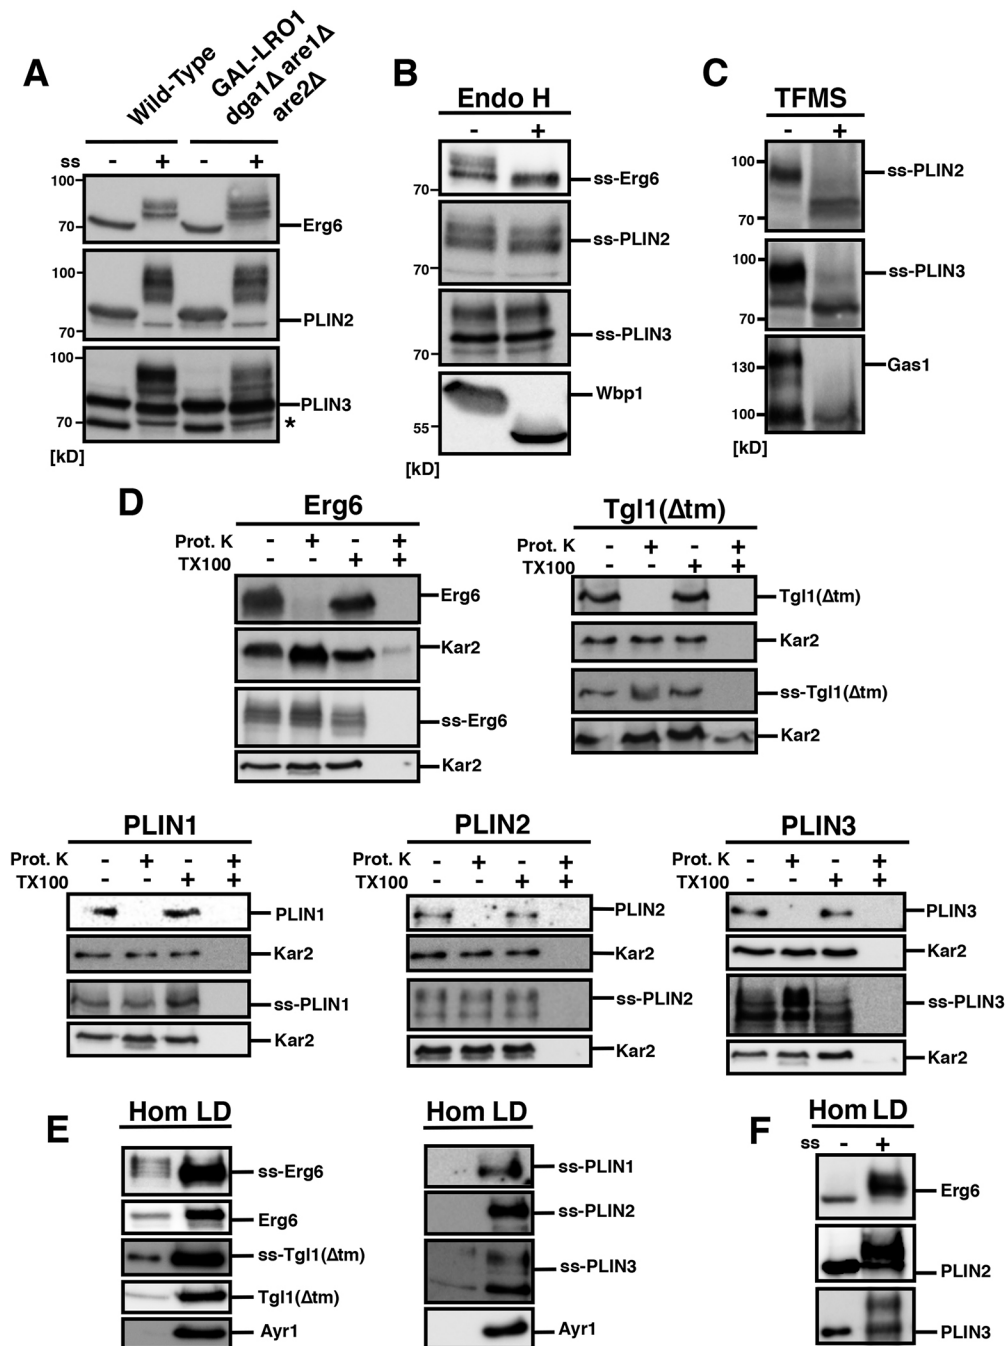 A
Wild-Type
GAL-LRO1
dga1Δ are1Δ
are2Δ
ss - + - +
100
70
Erg6
100
70
PLIN2
100
70
PLIN3
*
[kD]
B
Endo H
- +
70
ss-Erg6
70
ss-PLIN2
70
ss-PLIN3
55
Wbp1
[kD]
C
TFMS
- +
100
70
ss-PLIN2
100
70
ss-PLIN3
130
100
Gas1
[kD]
D
Erg6
Prot. K - + - +
TX100 - - + +
Erg6
Kar2
ss-Erg6
Kar2
Tgl1(Δtm)
Prot. K - + - +
TX100 - - + +
Tgl1(Δtm)
Kar2
ss-Tgl1(Δtm)
Kar2
PLIN1
Prot. K - + - +
TX100 - - + +
PLIN1
Kar2
ss-PLIN1
Kar2
PLIN2
Prot. K - + - +
TX100 - - + +
PLIN2
Kar2
ss-PLIN2
Kar2
PLIN3
Prot. K - + - +
TX100 - - + +
PLIN3
Kar2
ss-PLIN3
Kar2
E
Hom LD
ss-Erg6
Erg6
ss-Tgl1(Δtm)
Tgl1(Δtm)
Ayr1
Hom LD
ss-PLIN1
ss-PLIN2
ss-PLIN3
Ayr1
F
Hom LD
ss - +
Erg6
PLIN2
PLIN3